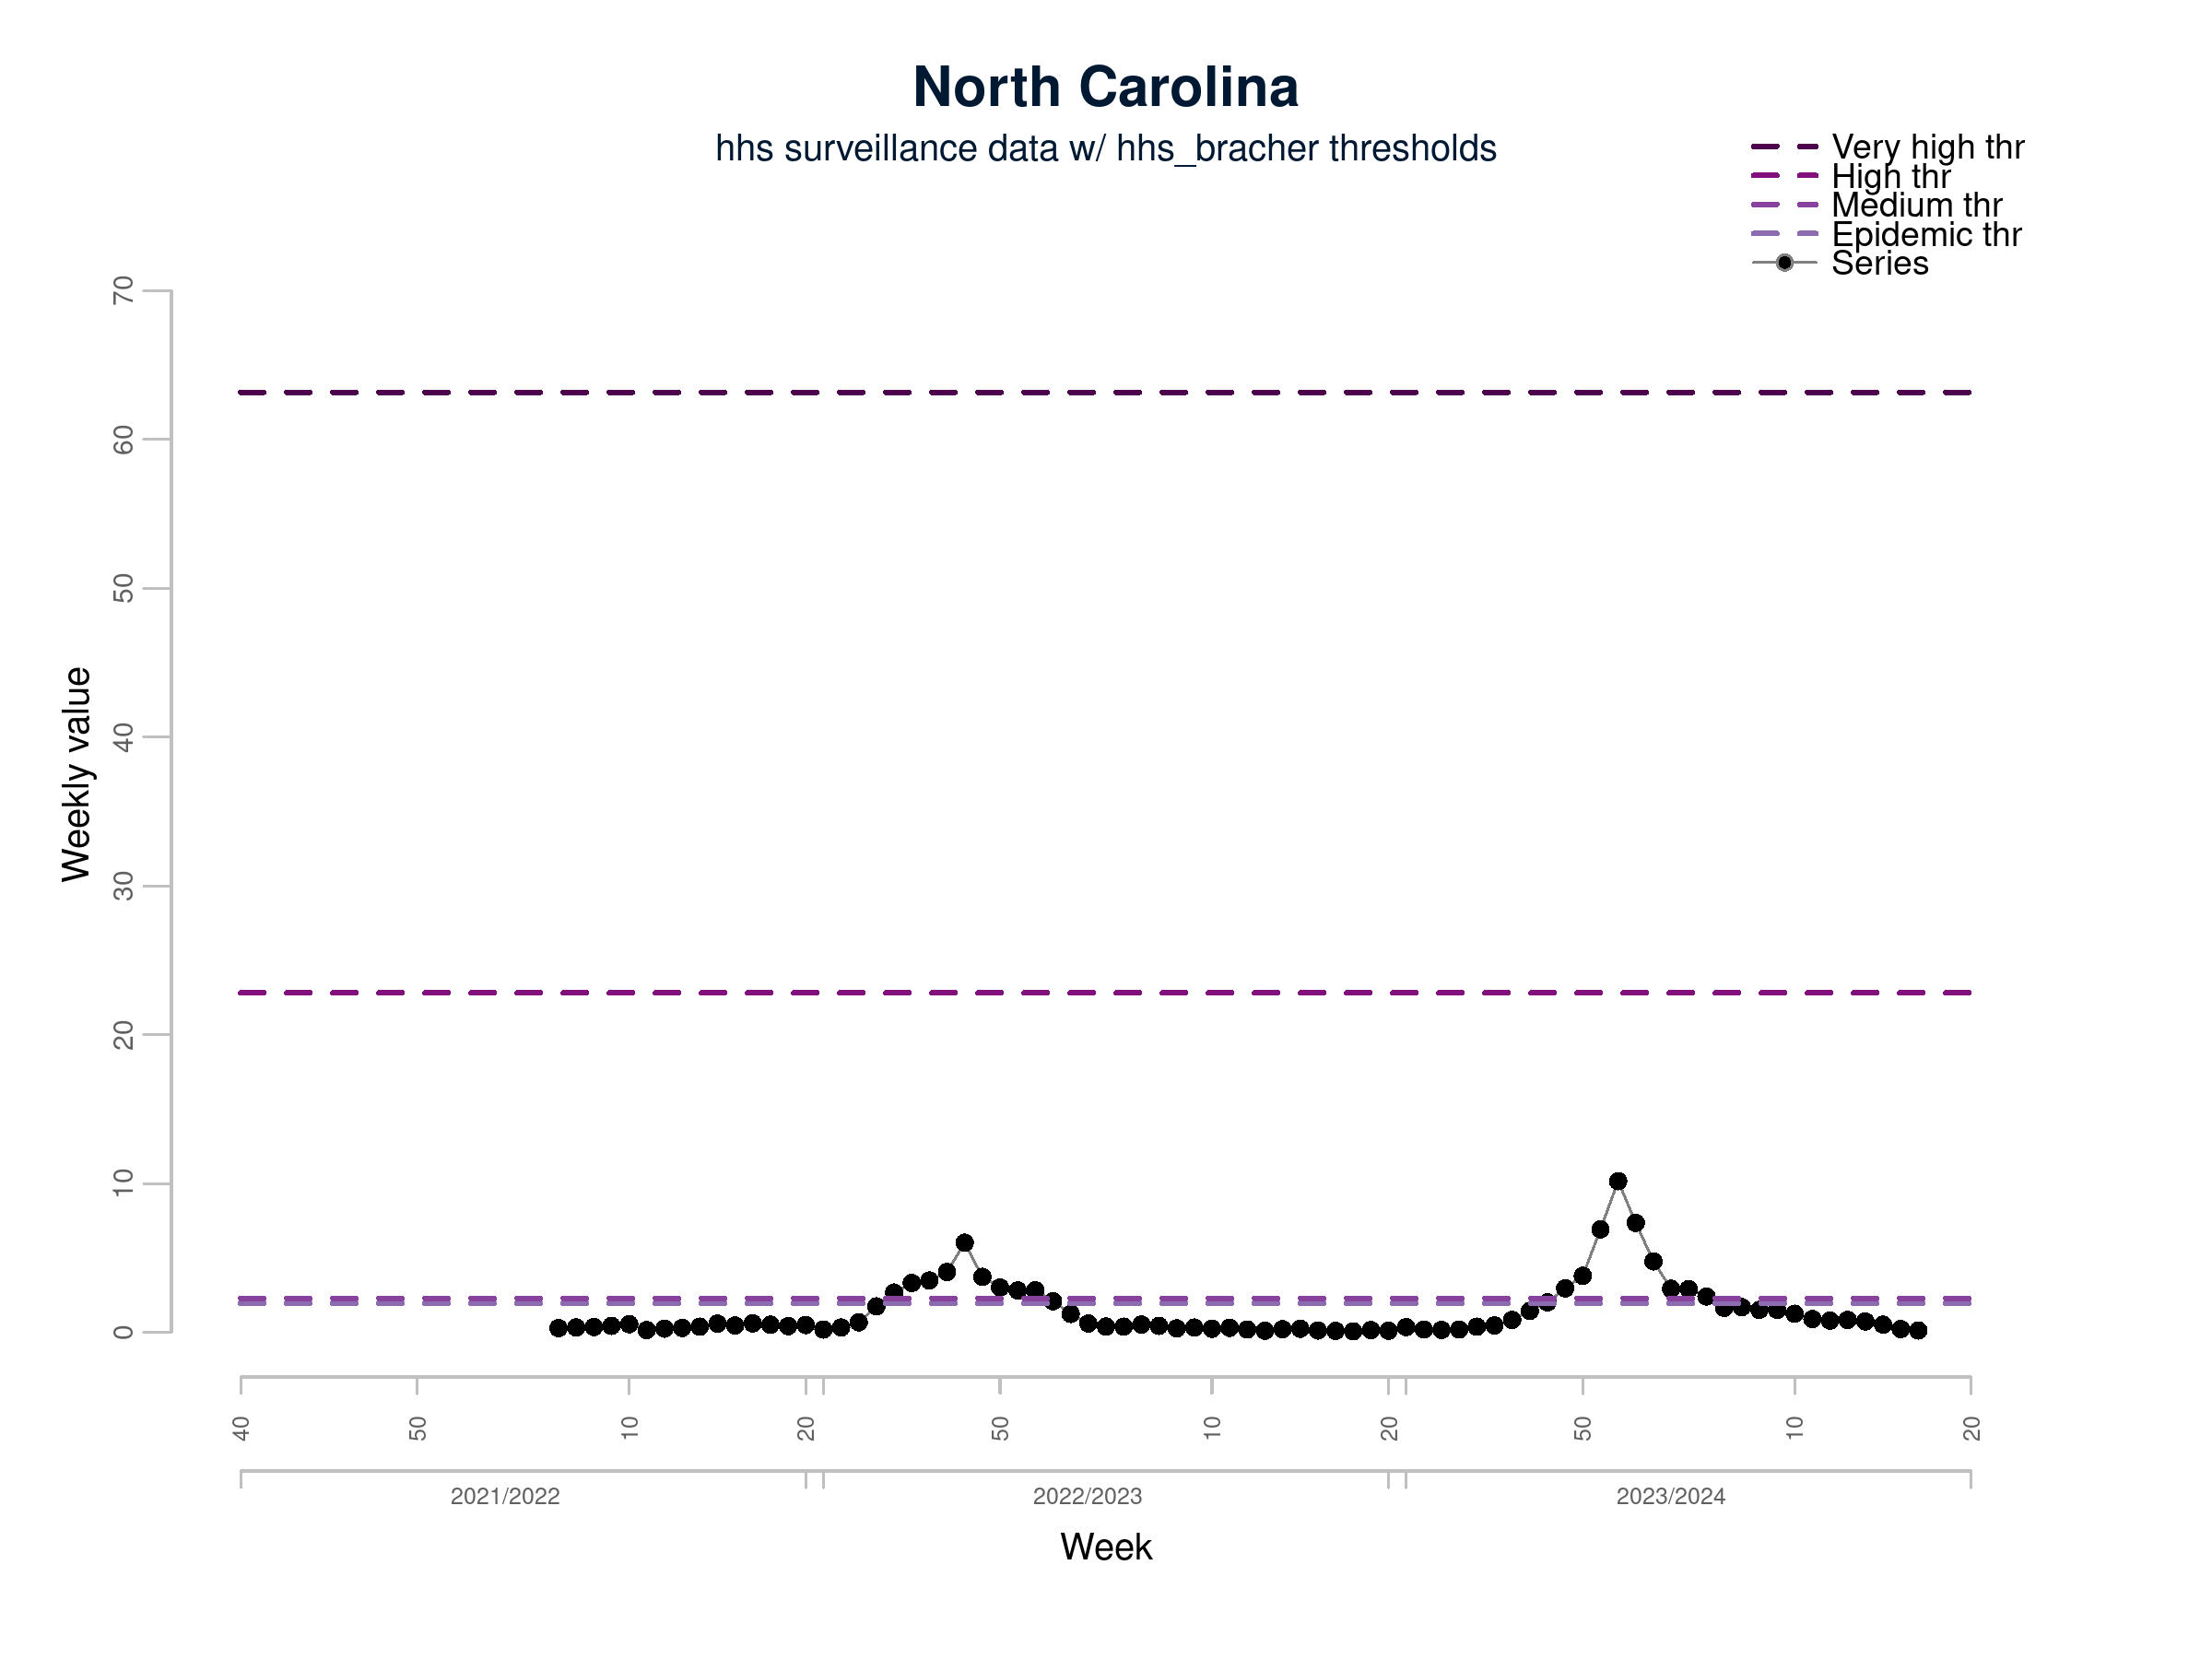 North Carolina
hhs surveillance data w/ hhs_bracher thresholds
Very high thr
High thr
Medium thr
Epidemic thr
Series
Weekly value
70
60
50
40
30
20
10
0
40 50 10 20 50 10 20 50 10 20
2021/2022 2022/2023 2023/2024
Week